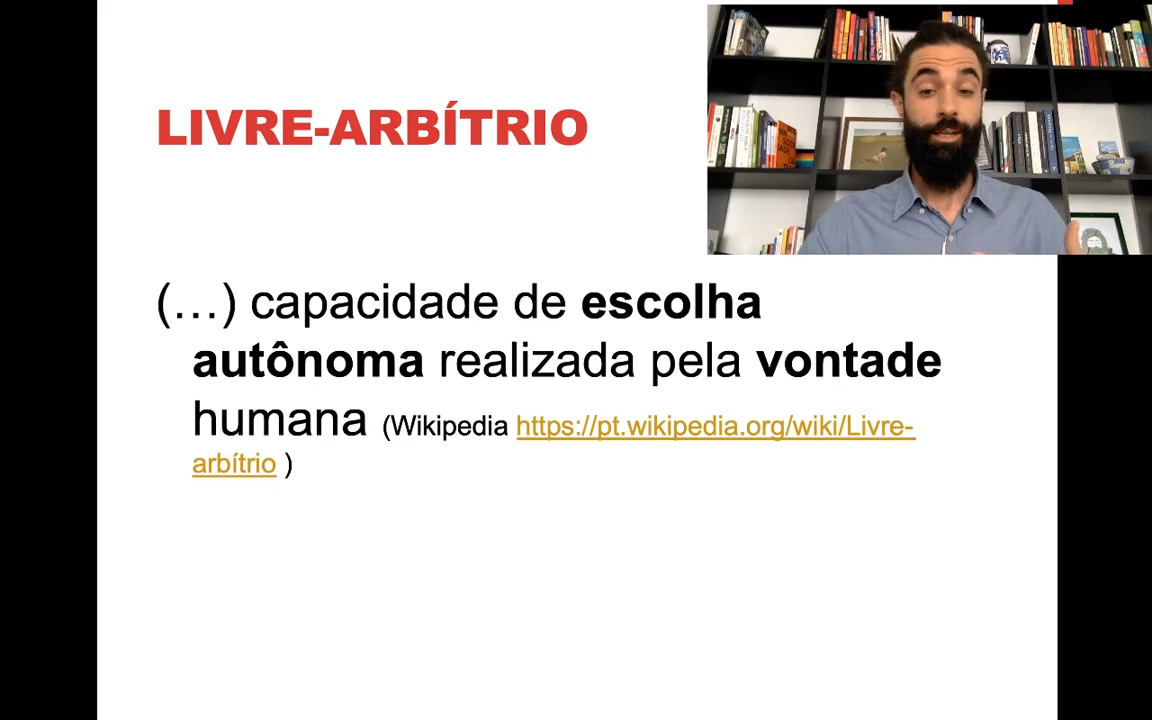 LIVRE-ARBÍTRIO
(…) capacidade de escolha
autônoma realizada pela vontade
humana (Wikipedia https://pt.wikipedia.org/wiki/Livre-
arbítrio )